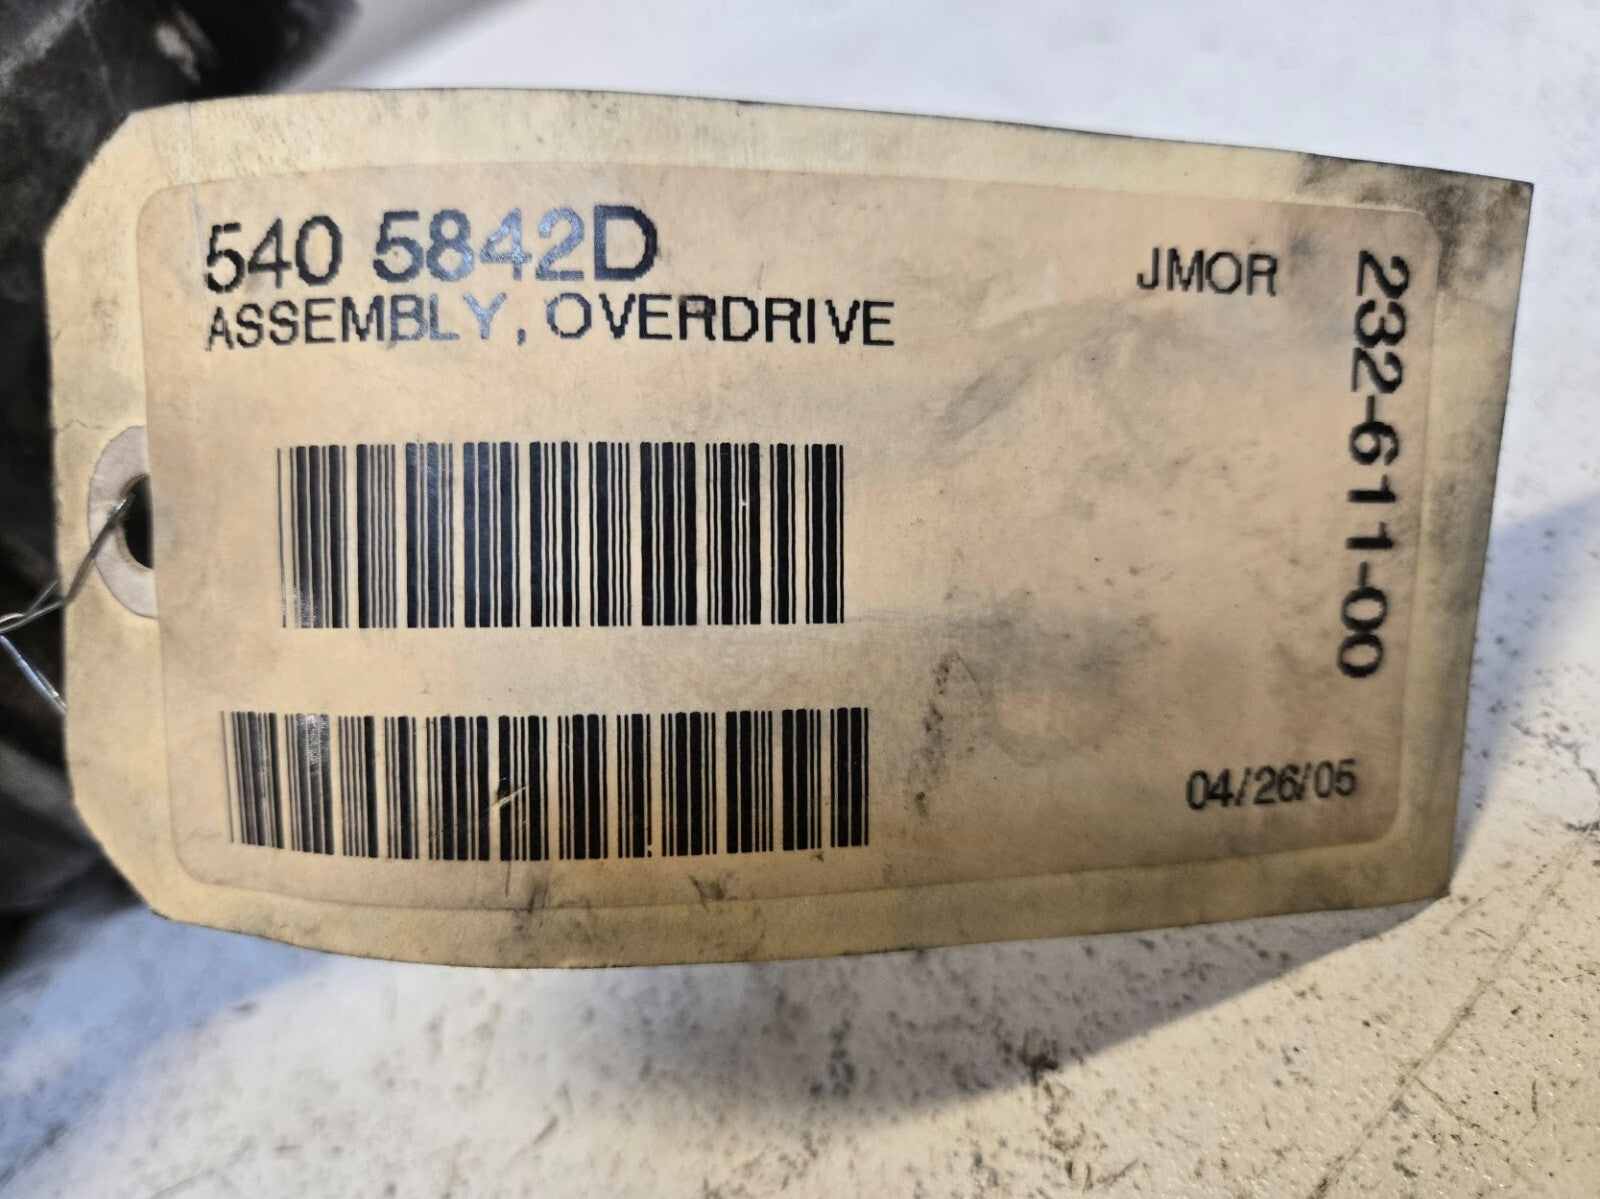 540 5842D
ASSEMBLY, OVERDRIVE
JMOR
232-611-00
04/26/05